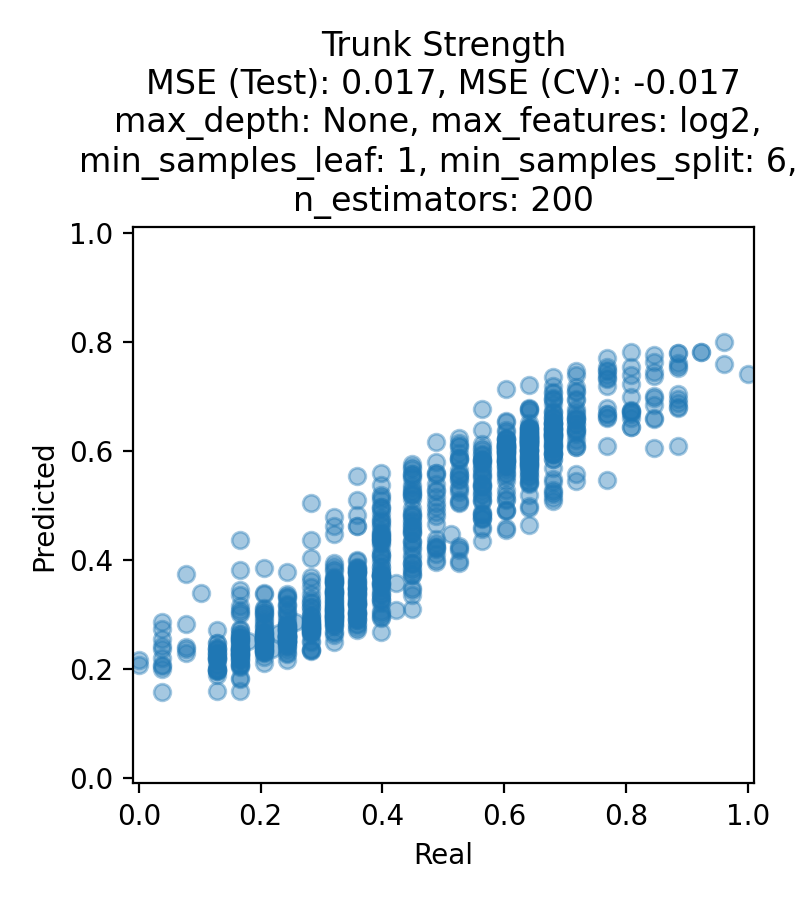 Trunk Strength
MSE (Test): 0.017, MSE (CV): -0.017
max_depth: None, max_features: log2,
min_samples_leaf: 1, min_samples_split: 6,
n_estimators: 200
1.0
0.8
0.6
0.4
0.2
0.0
Predicted
0.0 0.2 0.4 0.6 0.8 1.0
Real